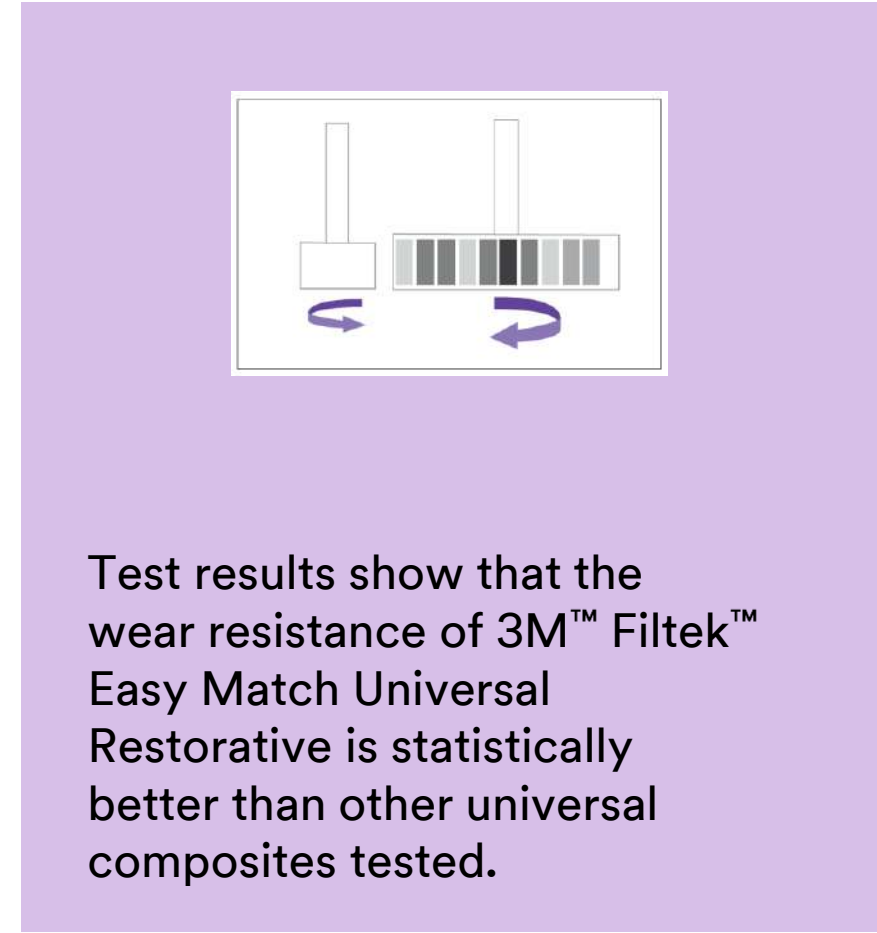 Test results show that the
wear resistance of 3M™ Filtek™
Easy Match Universal
Restorative is statistically
better than other universal
composites tested.